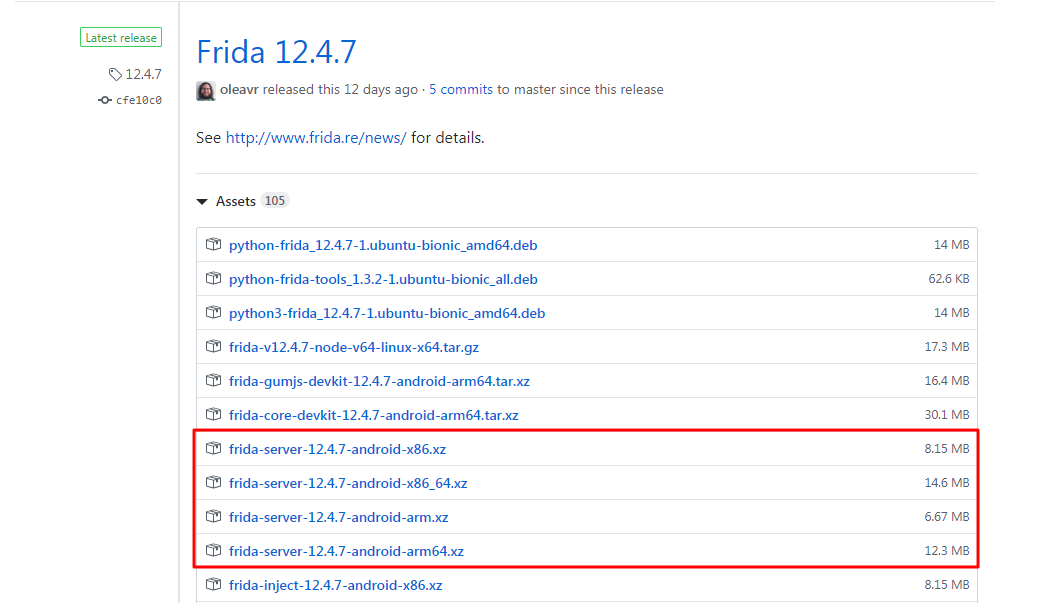 Latest release
12.4.7
cfe10c0
Frida 12.4.7
oleavr released this 12 days ago · 5 commits to master since this release
See http://www.frida.re/news/ for details.
Assets 105
python-frida_12.4.7-1.ubuntu-bionic_amd64.deb 14 MB
python-frida-tools_1.3.2-1.ubuntu-bionic_all.deb 62.6 KB
python3-frida_12.4.7-1.ubuntu-bionic_amd64.deb 14 MB
frida-v12.4.7-node-v64-linux-x64.tar.gz 17.3 MB
frida-gumjs-devkit-12.4.7-android-arm64.tar.xz 16.4 MB
frida-core-devkit-12.4.7-android-arm64.tar.xz 30.1 MB
frida-server-12.4.7-android-x86.xz 8.15 MB
frida-server-12.4.7-android-x86_64.xz 14.6 MB
frida-server-12.4.7-android-arm.xz 6.67 MB
frida-server-12.4.7-android-arm64.xz 12.3 MB
frida-inject-12.4.7-android-x86.xz 8.15 MB